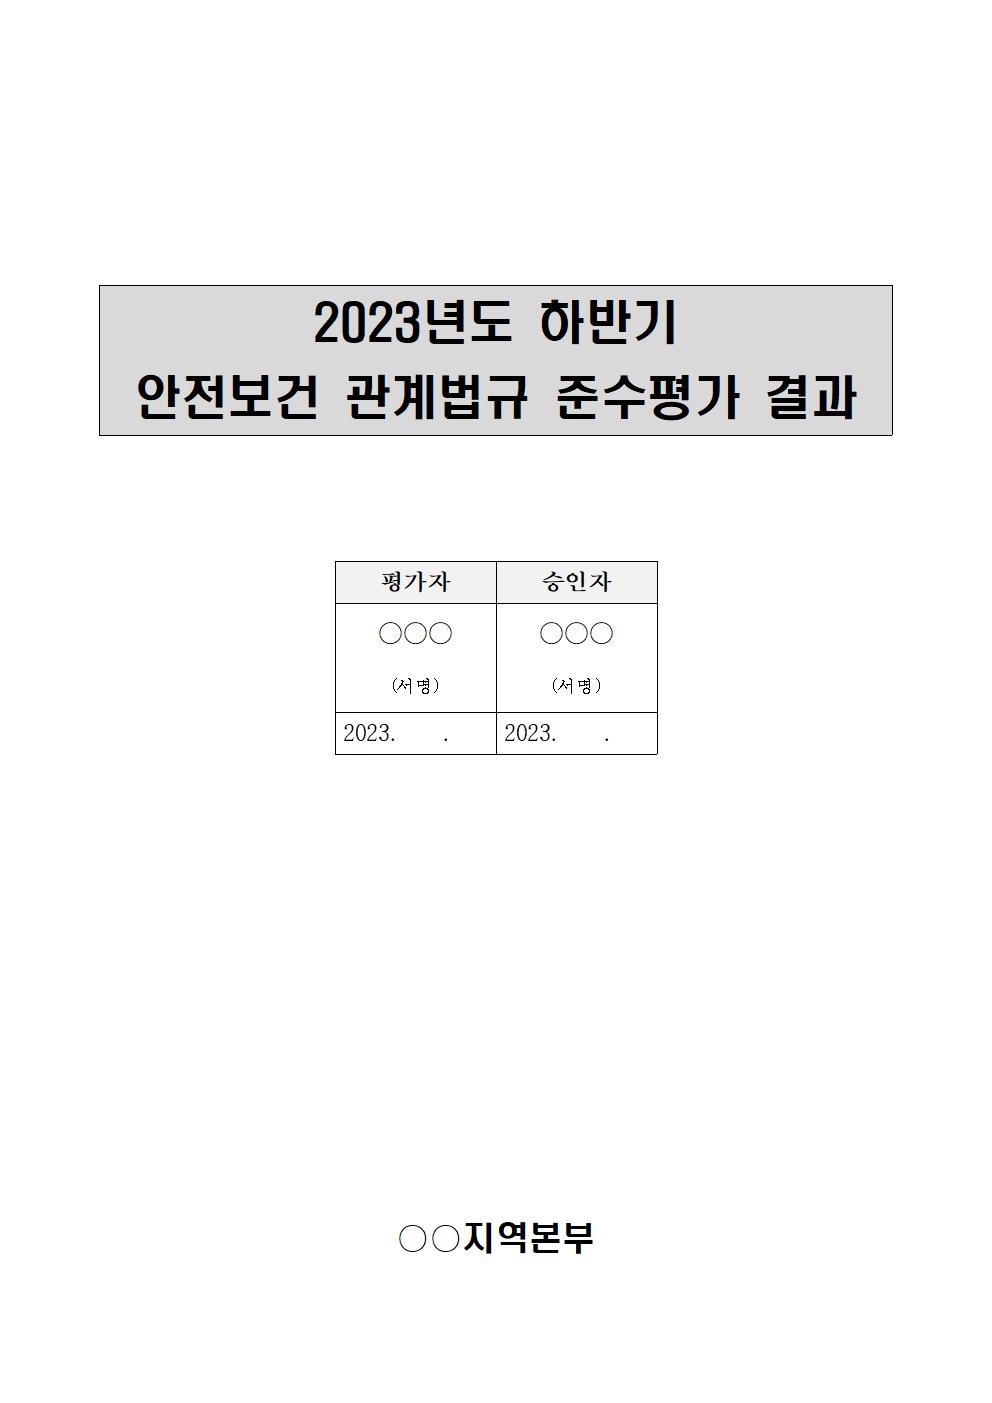 2023년도 하반기
안전보건 관계법규 준수평가 결과
평가자 승인자
○○○ ○○○
(서명) (서명)
2023. . 2023. .
○○지역본부